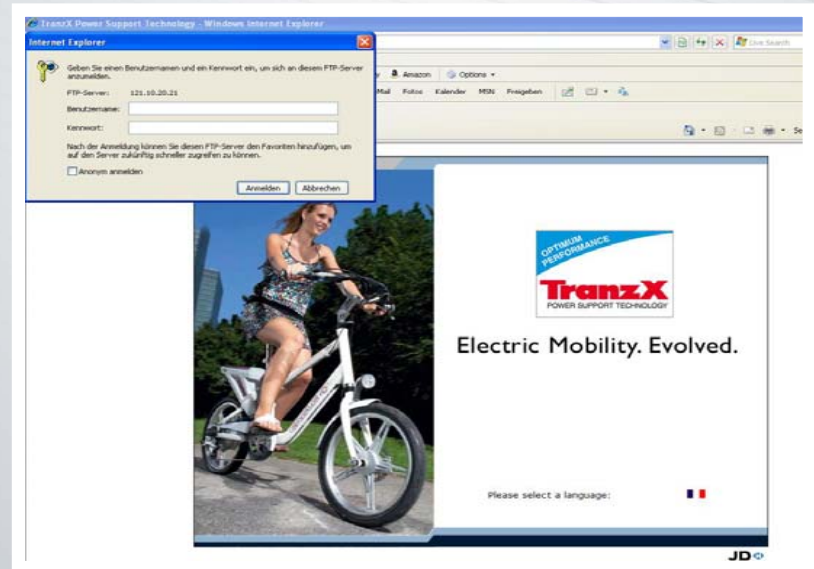 TranzX Power Support Technology - Windows Internet Explorer
Internet Explorer
Live Search
Geben Sie einen Benutzernamen und ein Kennwort ein, um sich an diesem FTP-Server
anzumelden.
Amazon Options
FTP-Server: 121.10.20.21
Mail Fotos Kalender MSN Freigeben
Benutzername:
Kennwort:
Nach der Anmeldung können Sie diesen FTP-Server den Favoriten hinzufügen, um
auf den Server zukünftig schneller zugreifen zu können.
Se
Anonym anmelden
Anmelden Abbrechen
OPTIMUM
PERFORMANCE
TranzX
POWER SUPPORT TECHNOLOGY
Electric Mobility. Evolved.
Please select a language:
JD